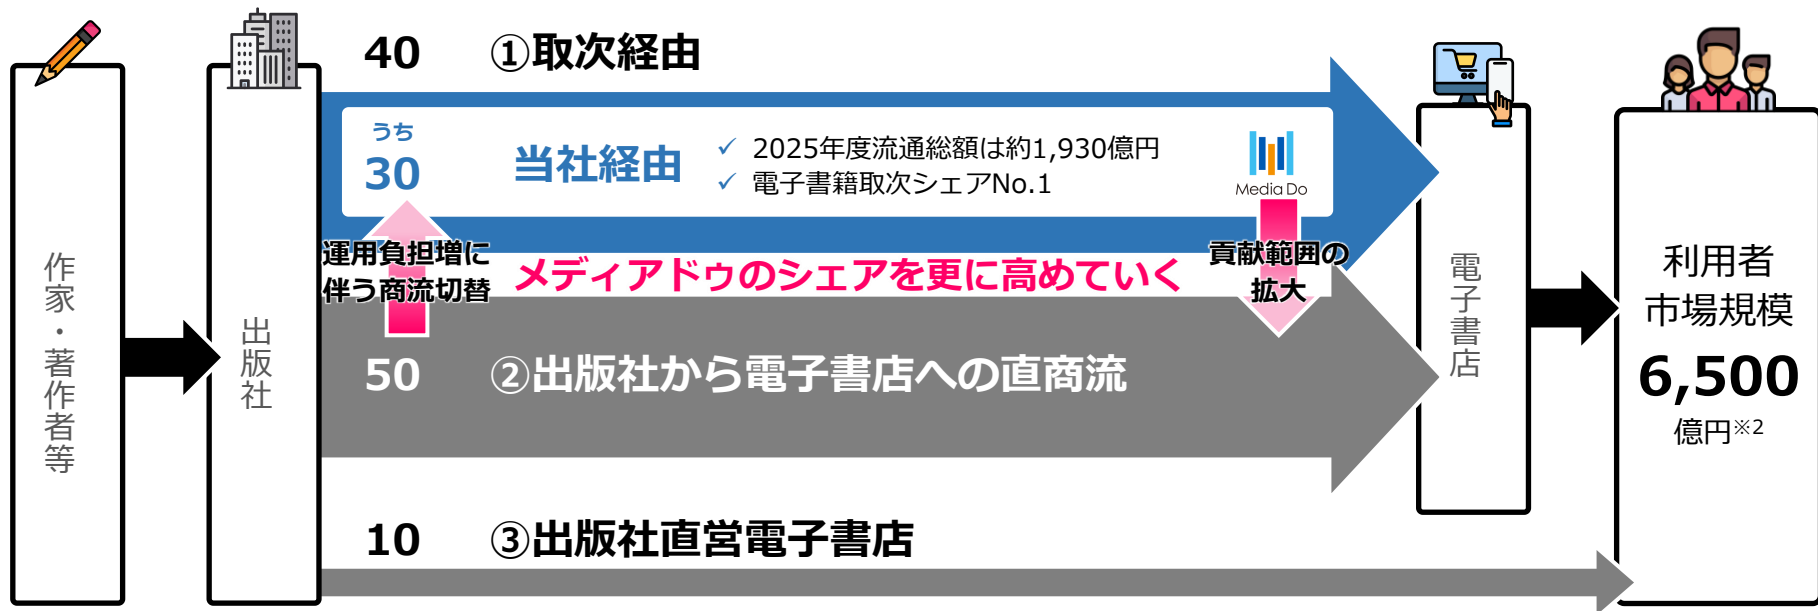 作家・著作者等
出版社
40 ①取次経由
うち
30 当社経由
✓ 2025年度流通総額は約1,930億円
✓ 電子書籍取次シェアNo.1
Media Do
運用負担増に
伴う商流切替
メディアドゥのシェアを更に高めていく
貢献範囲の
拡大
50 ②出版社から電子書店への直商流
10 ③出版社直営電子書店
電子書店
利用者
市場規模
6,500
億円※2